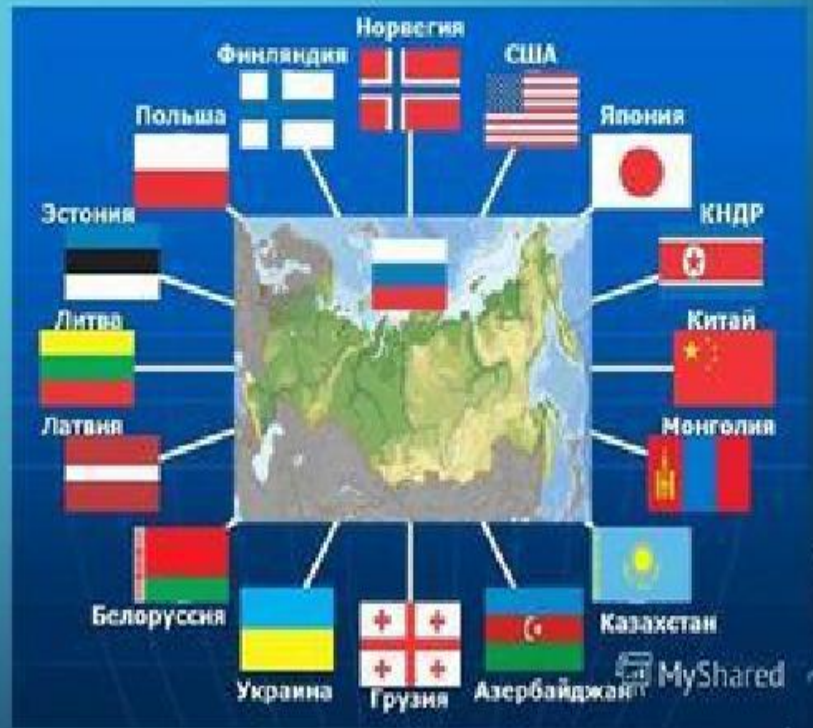 Норвегия
Финляндия
США
Польша
Япония
Эстония
КНДР
Литва
Китай
Латвия
Монголия
Белоруссия
Казахстан
Украина
Грузия
Азербайджан
MyShared